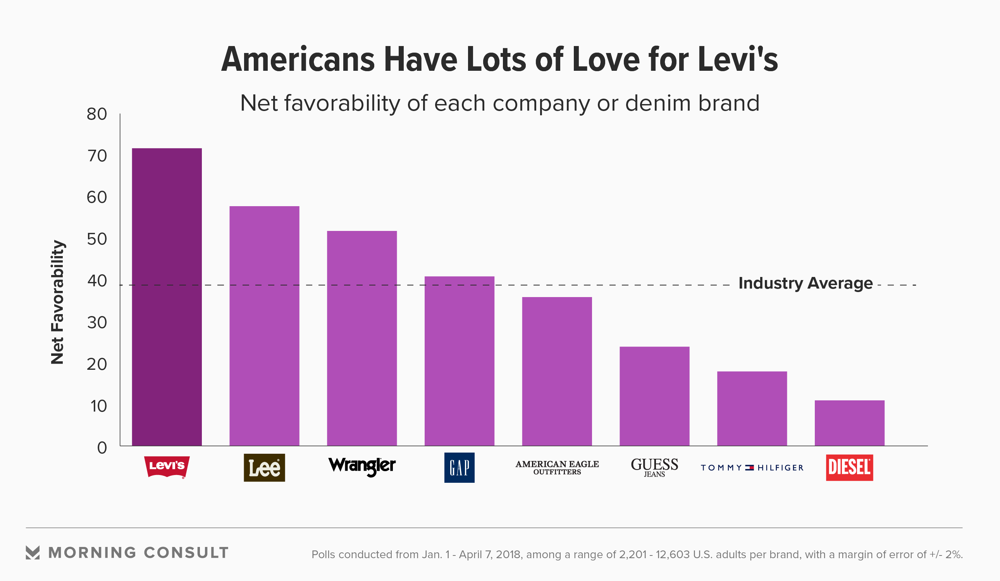 Americans Have Lots of Love for Levi's
Net favorability of each company or denim brand
80
70
60
50
40
30
20
10
0
Net Favorability
Industry Average
LEVI'S ®
Lee ®
Wrangler
GAP
AMERICAN EAGLE
OUTFITTERS
GUESS
JEANS
TOMMY HILFIGER
DIESEL ®
MORNING CONSULT
Polls conducted from Jan. 1 - April 7, 2018, among a range of 2,201 - 12,603 U.S. adults per brand, with a margin of error of +/- 2%.